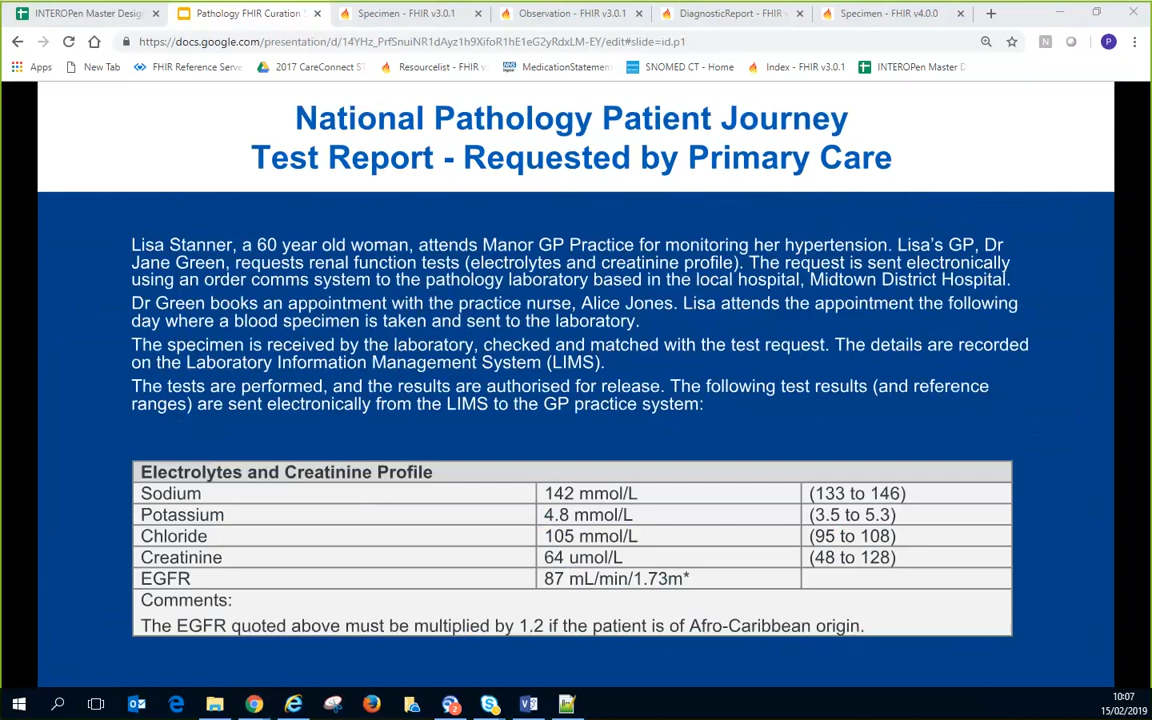 INTEROPen Master Desig
Pathology FHIR Curation
Specimen - FHIR v3.0.1
Observation - FHIR v3.0.1
DiagnosticReport - FHIR v
Specimen - FHIR v4.0.0
https://docs.google.com/presentation/d/14YHz_PrfSnuiNR1dAyz1h9XifoR1hE1eG2yRdxLM-EY/edit#slide=id.p1
N
P
Apps
New Tab
FHIR Reference Serve
2017 CareConnect ST
Resourcelist - FHIR v
NHS
MedicationStatemen
SNOMED CT - Home
Index - FHIR v3.0.1
INTEROPen Master D
National Pathology Patient Journey
Test Report - Requested by Primary Care
Lisa Stanner, a 60 year old woman, attends Manor GP Practice for monitoring her hypertension. Lisa's GP, Dr
Jane Green, requests renal function tests (electrolytes and creatinine profile). The request is sent electronically
using an order comms system to the pathology laboratory based in the local hospital, Midtown District Hospital.
Dr Green books an appointment with the practice nurse, Alice Jones. Lisa attends the appointment the following
day where a blood specimen is taken and sent to the laboratory.
The specimen is received by the laboratory, checked and matched with the test request. The details are recorded
on the Laboratory Information Management System (LIMS).
The tests are performed, and the results are authorised for release. The following test results (and reference
ranges) are sent electronically from the LIMS to the GP practice system:
Electrolytes and Creatinine Profile
Sodium 142 mmol/L (133 to 146)
Potassium 4.8 mmol/L (3.5 to 5.3)
Chloride 105 mmol/L (95 to 108)
Creatinine 64 umol/L (48 to 128)
EGFR 87 mL/min/1.73m*
Comments:
The EGFR quoted above must be multiplied by 1.2 if the patient is of Afro-Caribbean origin.
10:07
15/02/2019